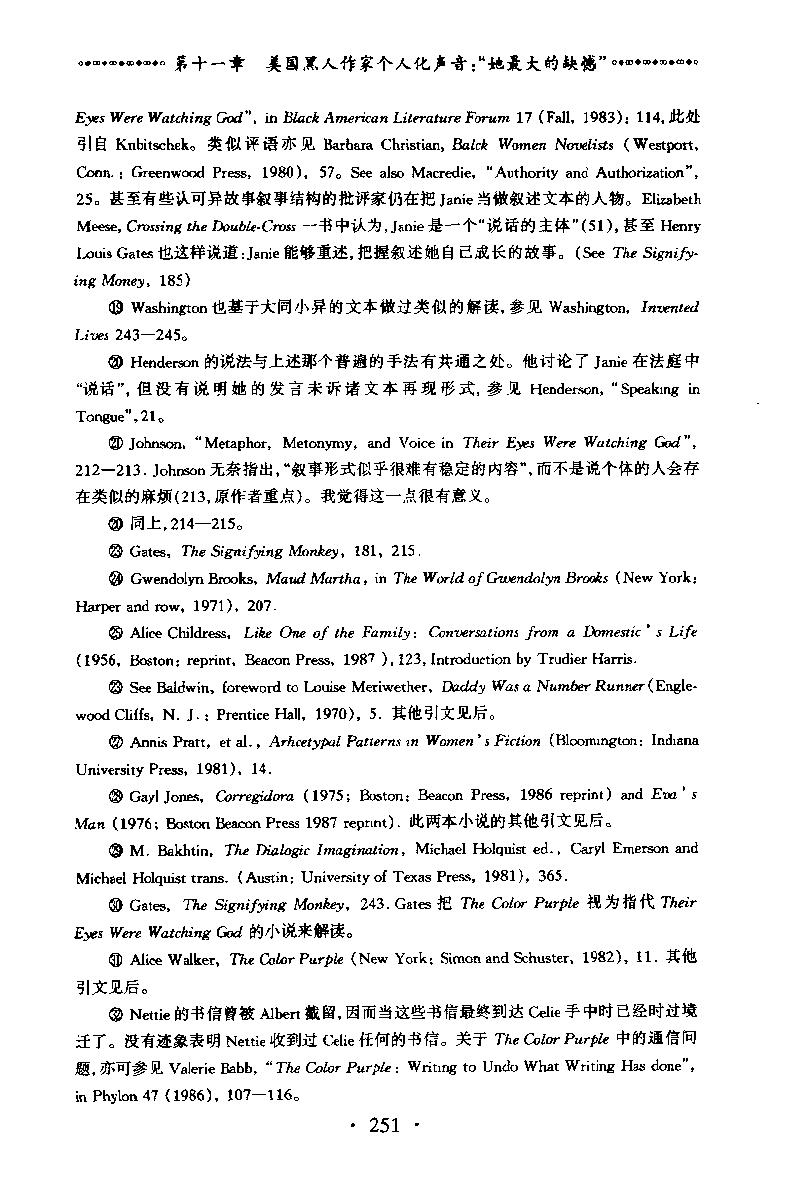 第十一章 美国黑人作家个人化声音:“她最大的缺憾”
Eyes Were Watching God”, in Black American Literature Forum 17 (Fall, 1983): 114,此处
引自 Knbitschek。类似评语亦见 Barbara Christian, Balck Women Novelists (Westport,
Conn.: Greenwood Press, 1980), 57。See also Macredie, “Authority and Authorization”,
25。甚至有些认可异故事叙事结构的批评家仍在把 Janie 当做叙述文本的人物。Elizabeth
Meese, Crossing the Double-Cross 一书中认为,Janie 是一个“说话的主体”(51),甚至 Henry
Louis Gates 也这样说道:Janie 能够重述,把握叙述她自己成长的故事。(See The Signify-
ing Money, 185)
⑲ Washington 也基于大同小异的文本做过类似的解读,参见 Washington, Invented
Lives 243—245。
⑳ Henderson 的说法与上述那个普遍的手法有共通之处。他讨论了 Janie 在法庭中
“说话”, 但没有说明她的发言未诉诸文本再现形式, 参见 Henderson, “Speaking in
Tongue”,21。
㉑ Johnson, “Metaphor, Metonymy, and Voice in Their Eyes Were Watching God”,
212—213. Johnson 无奈指出,“叙事形式似乎很难有稳定的内容”,而不是说个体的人会存
在类似的麻烦(213,原作者重点)。我觉得这一点很有意义。
⑳ 同上,214—215。
㉓ Gates, The Signifying Monkey, 181, 215.
㉔ Gwendolyn Brooks, Maud Martha, in The World of Gwendolyn Brooks (New York:
Harper and row, 1971), 207.
㉕ Alice Childress, Like One of the Family: Conversations from a Domestic's Life
(1956, Boston: reprint, Beacon Press, 1987 ),123,Introduction by Trudier Harris.
㉓ See Baldwin, foreword to Louise Meriwether, Daddy Was a Number Runner(Engle-
wood Cliffs, N. J.: Prentice Hall, 1970), 5. 其他引文见后。
㉗ Annis Pratt, et al., Arhcetypal Patterns in Women's Fiction (Bloomington: Indiana
University Press, 1981), 14.
㉘ Gayl Jones, Corregidora (1975; Boston: Beacon Press, 1986 reprint) and Eva's
Man (1976; Boston Beacon Press 1987 reprint). 此两本小说的其他引文见后。
㉙ M. Bakhtin, The Dialogic Imagination, Michael Holquist ed., Caryl Emerson and
Michael Holquist trans. (Austin: University of Texas Press, 1981), 365.
㉚ Gates, The Signifying Monkey, 243. Gates 把 The Color Purple 视为指代 Their
Eyes Were Watching God 的小说来解读。
㉛ Alice Walker, The Color Purple (New York: Simon and Schuster, 1982), 11. 其他
引文见后。
㉜ Nettie 的书信曾被 Albert 截留,因而当这些书信最终到达 Celie 手中时已经时过境
迁了。没有迹象表明 Nettie 收到过 Celie 任何的书信。关于 The Color Purple 中的通信问
题,亦可参见 Valerie Babb, “The Color Purple: Writing to Undo What Writing Has done”,
in Phylon 47 (1986), 107—116。
· 251 ·